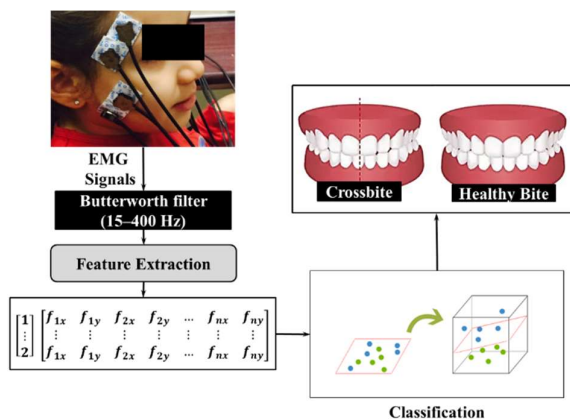 EMG
Signals
Butterworth filter
(15–400 Hz)
Feature Extraction
[1 ⋮ 2] [f1x f1y f2x f2y … fnx fny
⋮ ⋮ ⋮ ⋮ ⋮ ⋮
f1x f1y f2x f2y … fnx fny]
Crossbite Healthy Bite
Classification